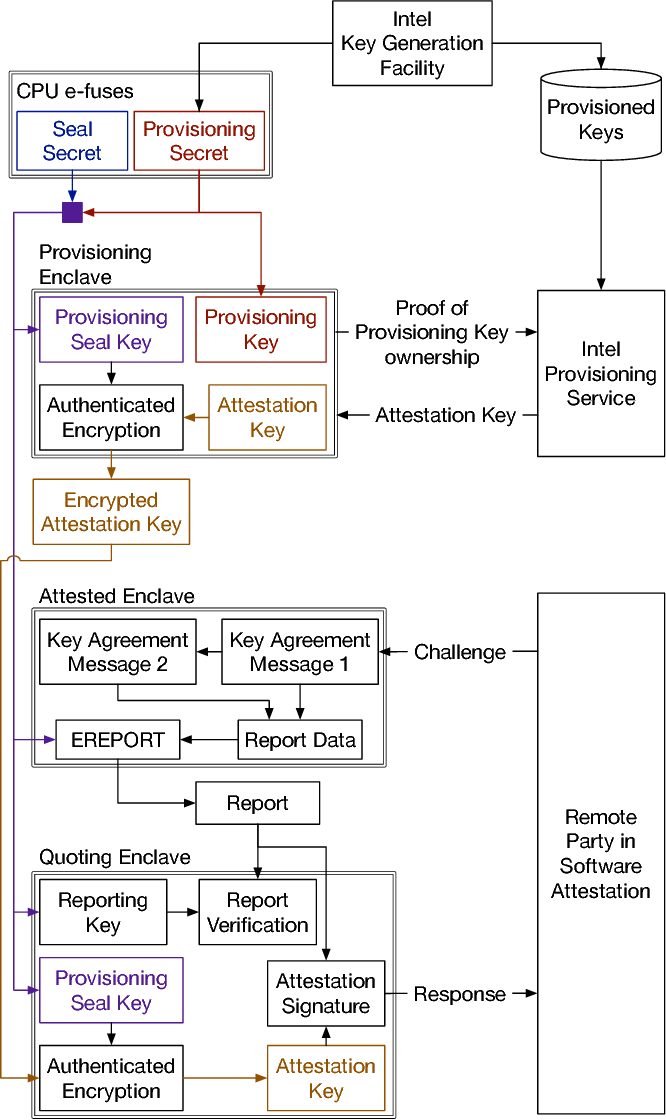 Intel
Key Generation
Facility
CPU e-fuses
Seal
Secret
Provisioning
Secret
Provisioned
Keys
Provisioning
Enclave
Provisioning
Seal Key
Provisioning
Key
Proof of
Provisioning Key
ownership
Intel
Provisioning
Service
Authenticated
Encryption
Attestation
Key
Attestation Key
Encrypted
Attestation Key
Attested Enclave
Key Agreement
Message 2
Key Agreement
Message 1
Challenge
EREPORT
Report Data
Report
Remote
Party in
Software
Attestation
Quoting Enclave
Reporting
Key
Report
Verification
Provisioning
Seal Key
Attestation
Signature
Response
Authenticated
Encryption
Attestation
Key